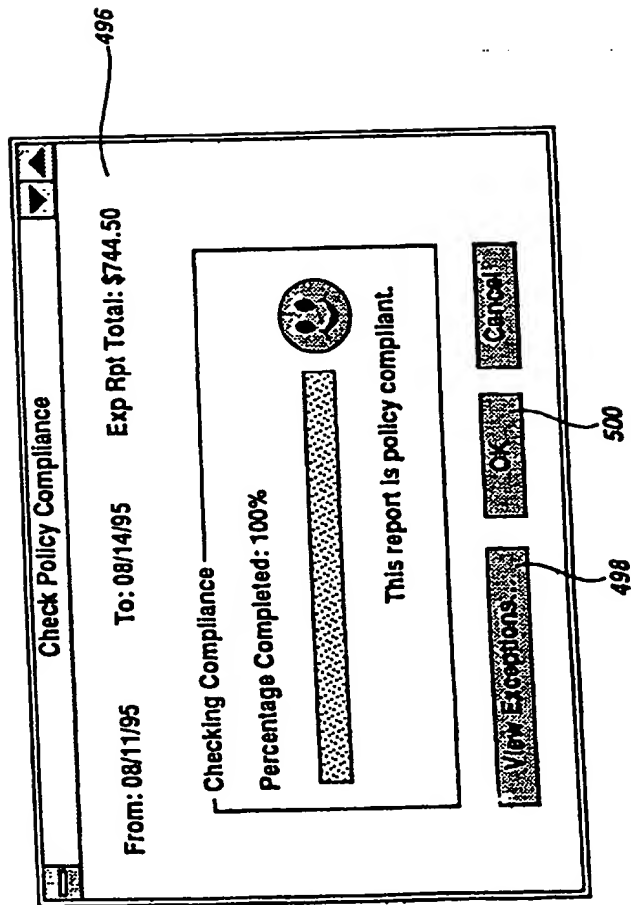 Check Policy Compliance
From: 08/11/95 To: 08/14/95 Exp Rpt Total: $744.50
496
Checking Compliance
Percentage Completed: 100%
This report is policy compliant.
View Exceptions... OK Cancel
498 500